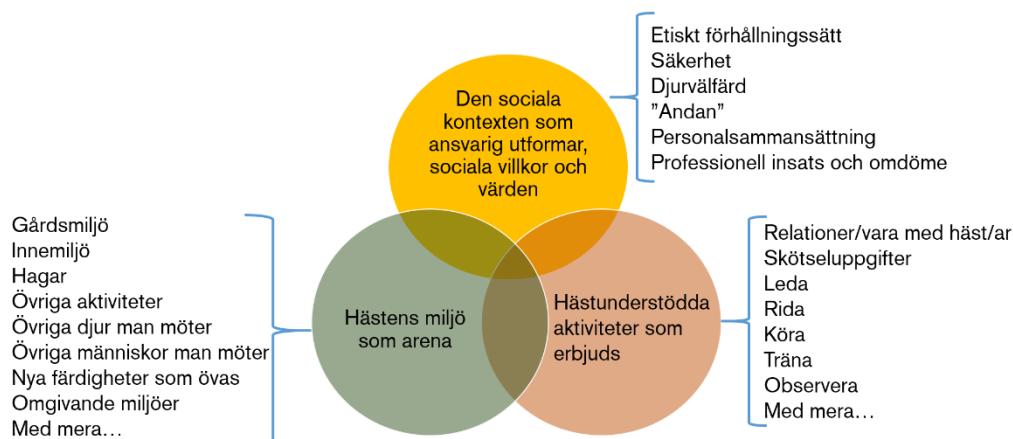 Den sociala
kontexten som
ansvarig utformar,
sociala villkor och
värden
Etiskt förhållningssätt
Säkerhet
Djurvälfärd
”Andan”
Personalsammansättning
Professionell insats och omdöme
Gårdsmiljö
Innemiljö
Hagar
Övriga aktiviteter
Övriga djur man möter
Övriga människor man möter
Nya färdigheter som övas
Omgivande miljöer
Med mera…
Hästens miljö
som arena
Hästunderstödda
aktiviteter som
erbjuds
Relationer/vara med häst/ar
Skötseluppgifter
Leda
Rida
Köra
Träna
Observera
Med mera…